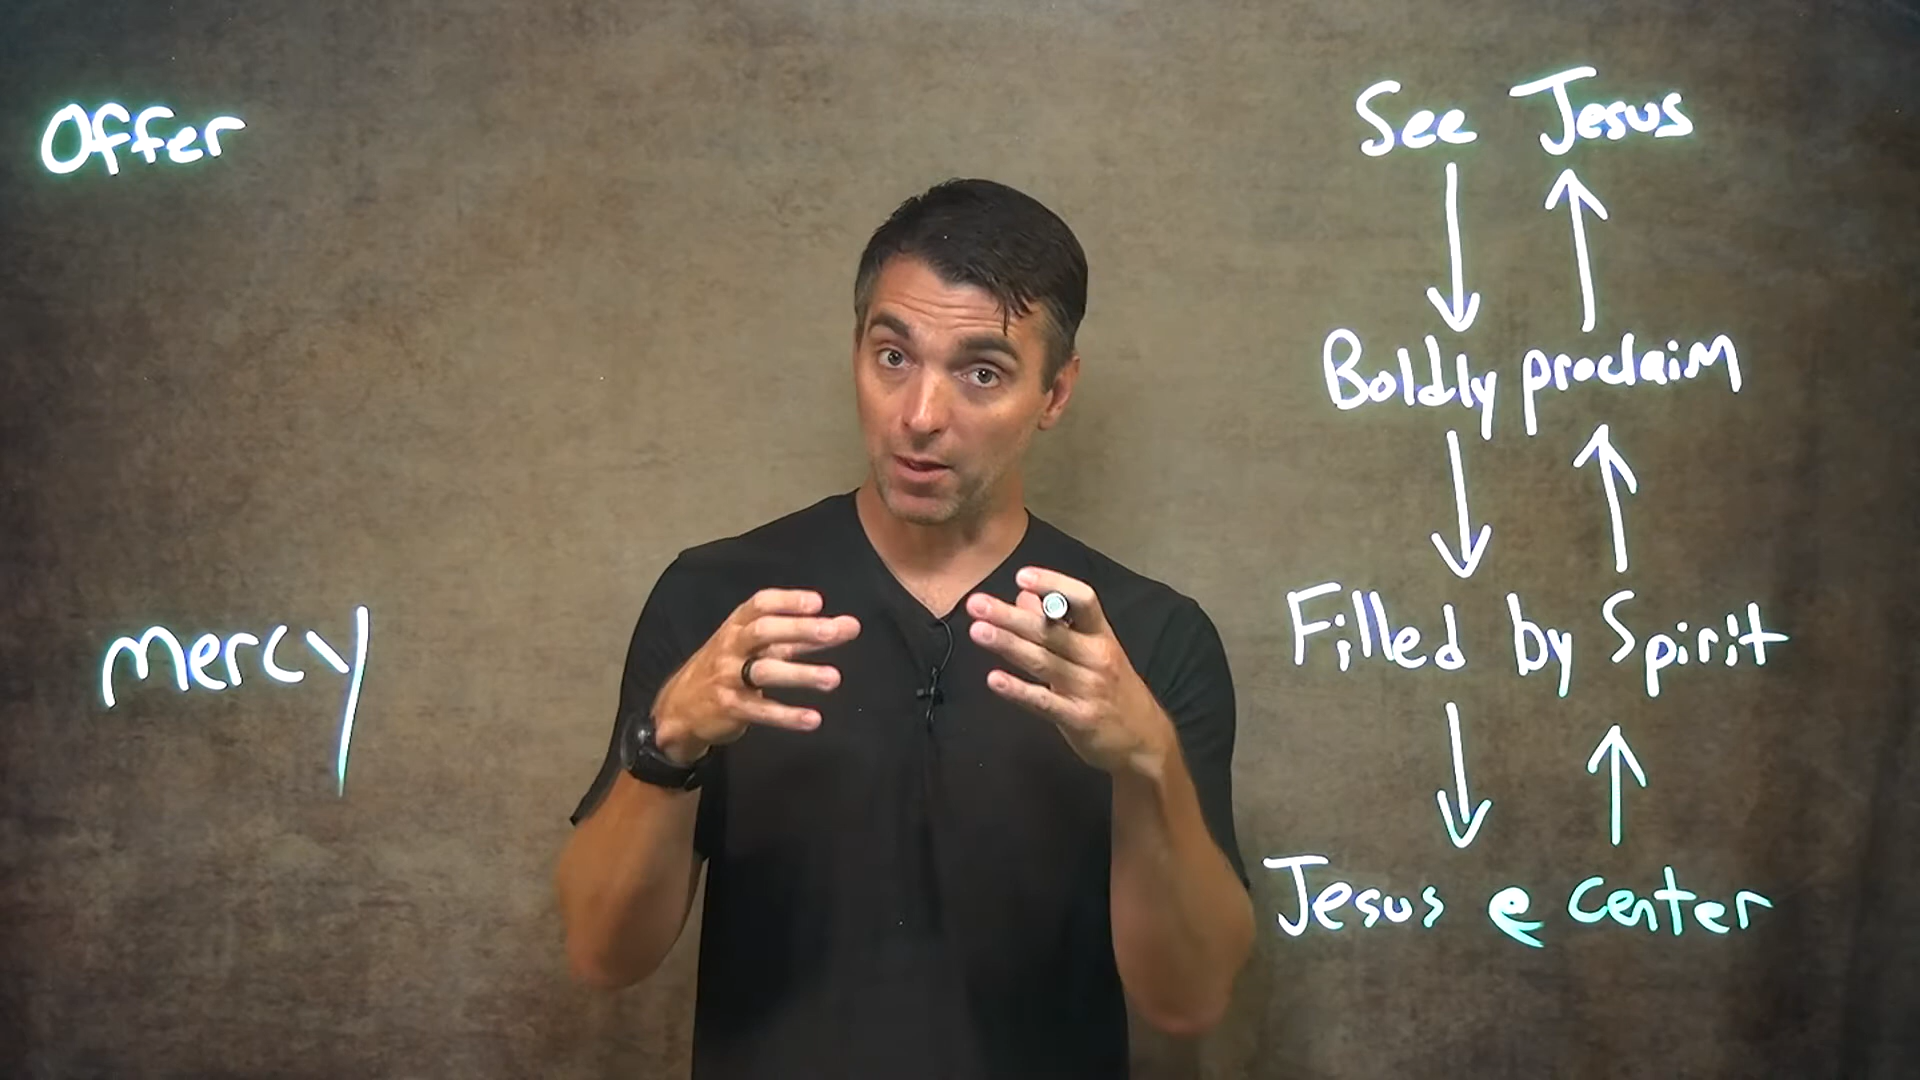 Offer
mercy
See Jesus
Boldly proclaim
Filled by Spirit
Jesus @ center